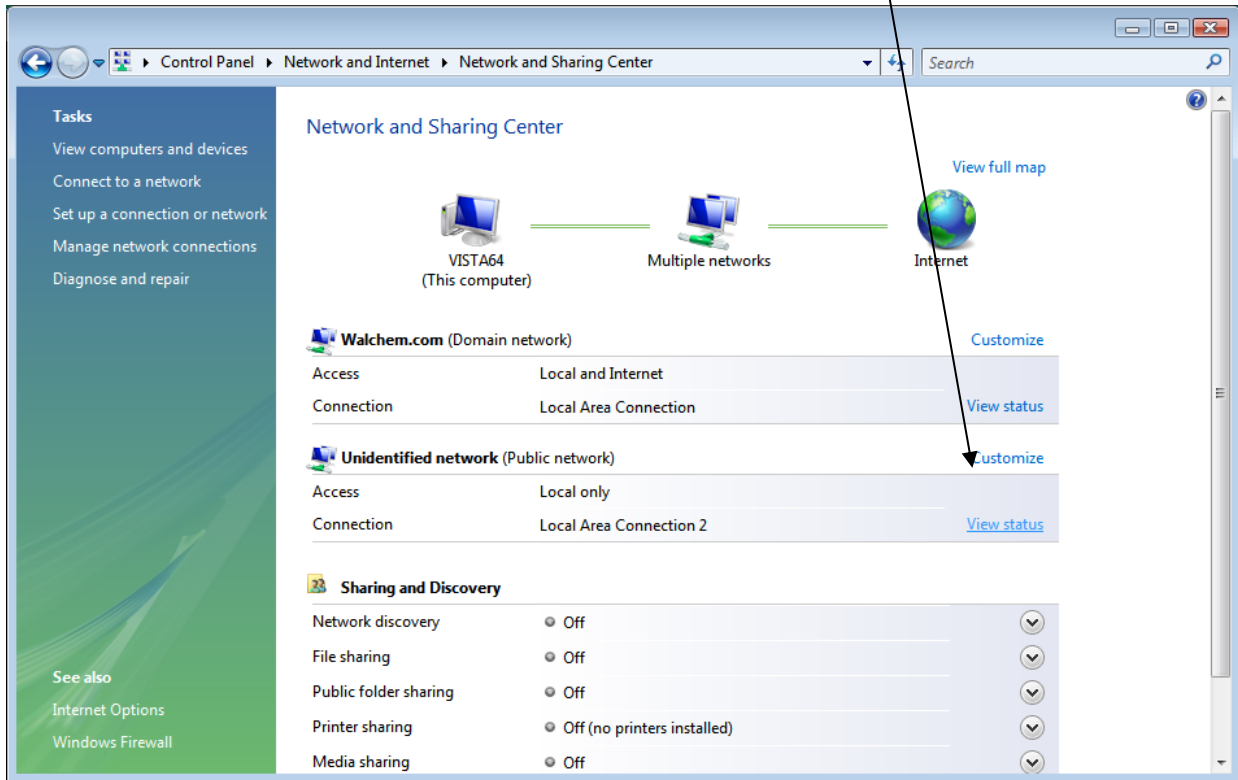 Control Panel Network and Internet Network and Sharing Center Search
Tasks
View computers and devices
Connect to a network
Set up a connection or network
Manage network connections
Diagnose and repair
See also
Internet Options
Windows Firewall
Network and Sharing Center
View full map
VISTA64
(This computer)
Multiple networks
Internet
Walchem.com (Domain network) Customize
Access Local and Internet
Connection Local Area Connection View status
Unidentified network (Public network) Customize
Access Local only
Connection Local Area Connection 2 View status
Sharing and Discovery
Network discovery Off
File sharing Off
Public folder sharing Off
Printer sharing Off (no printers installed)
Media sharing Off